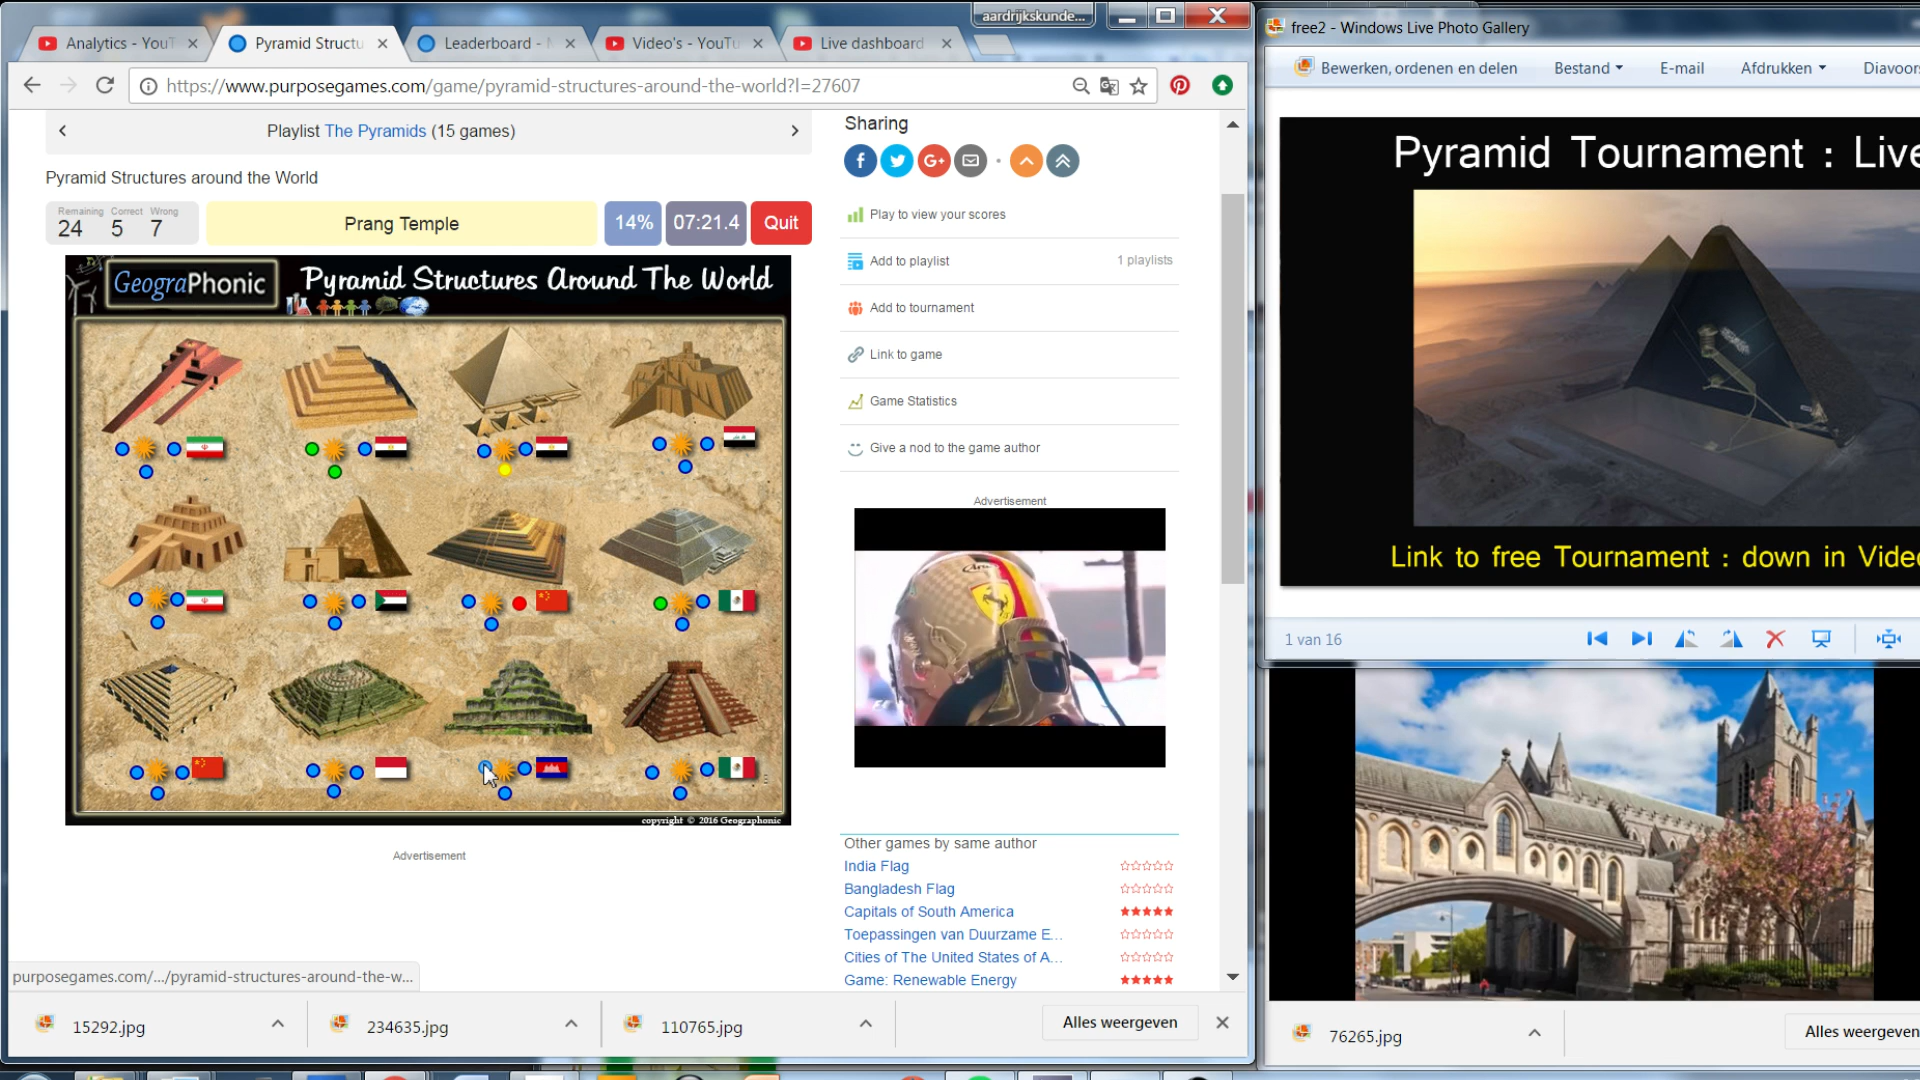 aardrijkskunde...
Analytics - YouT
Pyramid Structu
Leaderboard -
Video's - YouTu
Live dashboard
https://www.purposegames.com/game/pyramid-structures-around-the-world?l=27607
Playlist The Pyramids (15 games)
Pyramid Structures around the World
Remaining Correct Wrong
24 5 7
Prang Temple
14%
07:21.4
Quit
GeograPhonic
Pyramid Structures Around The World
copyright © 2016 Geographonic
Advertisement
Sharing
Play to view your scores
Add to playlist
1 playlists
Add to tournament
Link to game
Game Statistics
Give a nod to the game author
Advertisement
Other games by same author
India Flag
Bangladesh Flag
Capitals of South America
Toepassingen van Duurzame E...
Cities of The United States of A...
Game: Renewable Energy
purposegames.com/.../pyramid-structures-around-the-w...
15292.jpg
234635.jpg
110765.jpg
Alles weergeven
free2 - Windows Live Photo Gallery
Bewerken, ordenen en delen
Bestand
E-mail
Afdrukken
Diavoors
Pyramid Tournament : Live
Link to free Tournament : down in Vide
1 van 16
76265.jpg
Alles weergeven